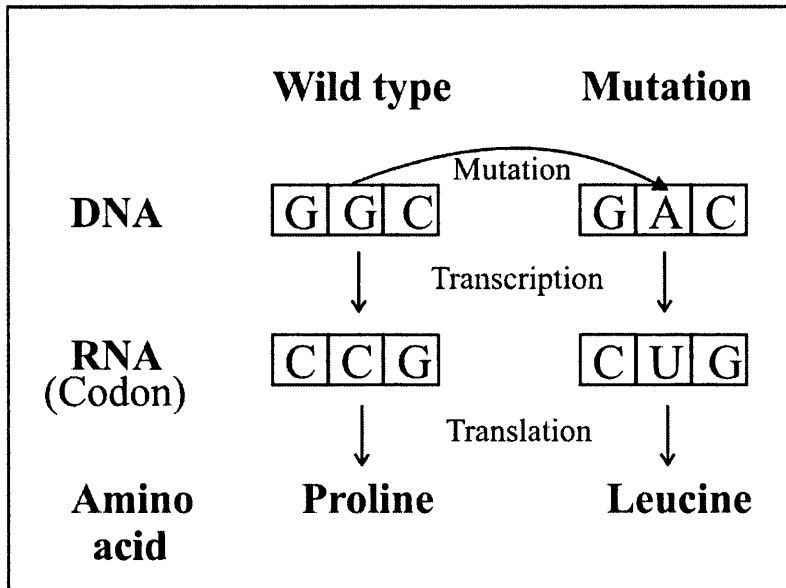 Wild type Mutation
Mutation
DNA G G C G A C
Transcription
RNA C C G C U G
(Codon)
Translation
Amino Proline Leucine
acid